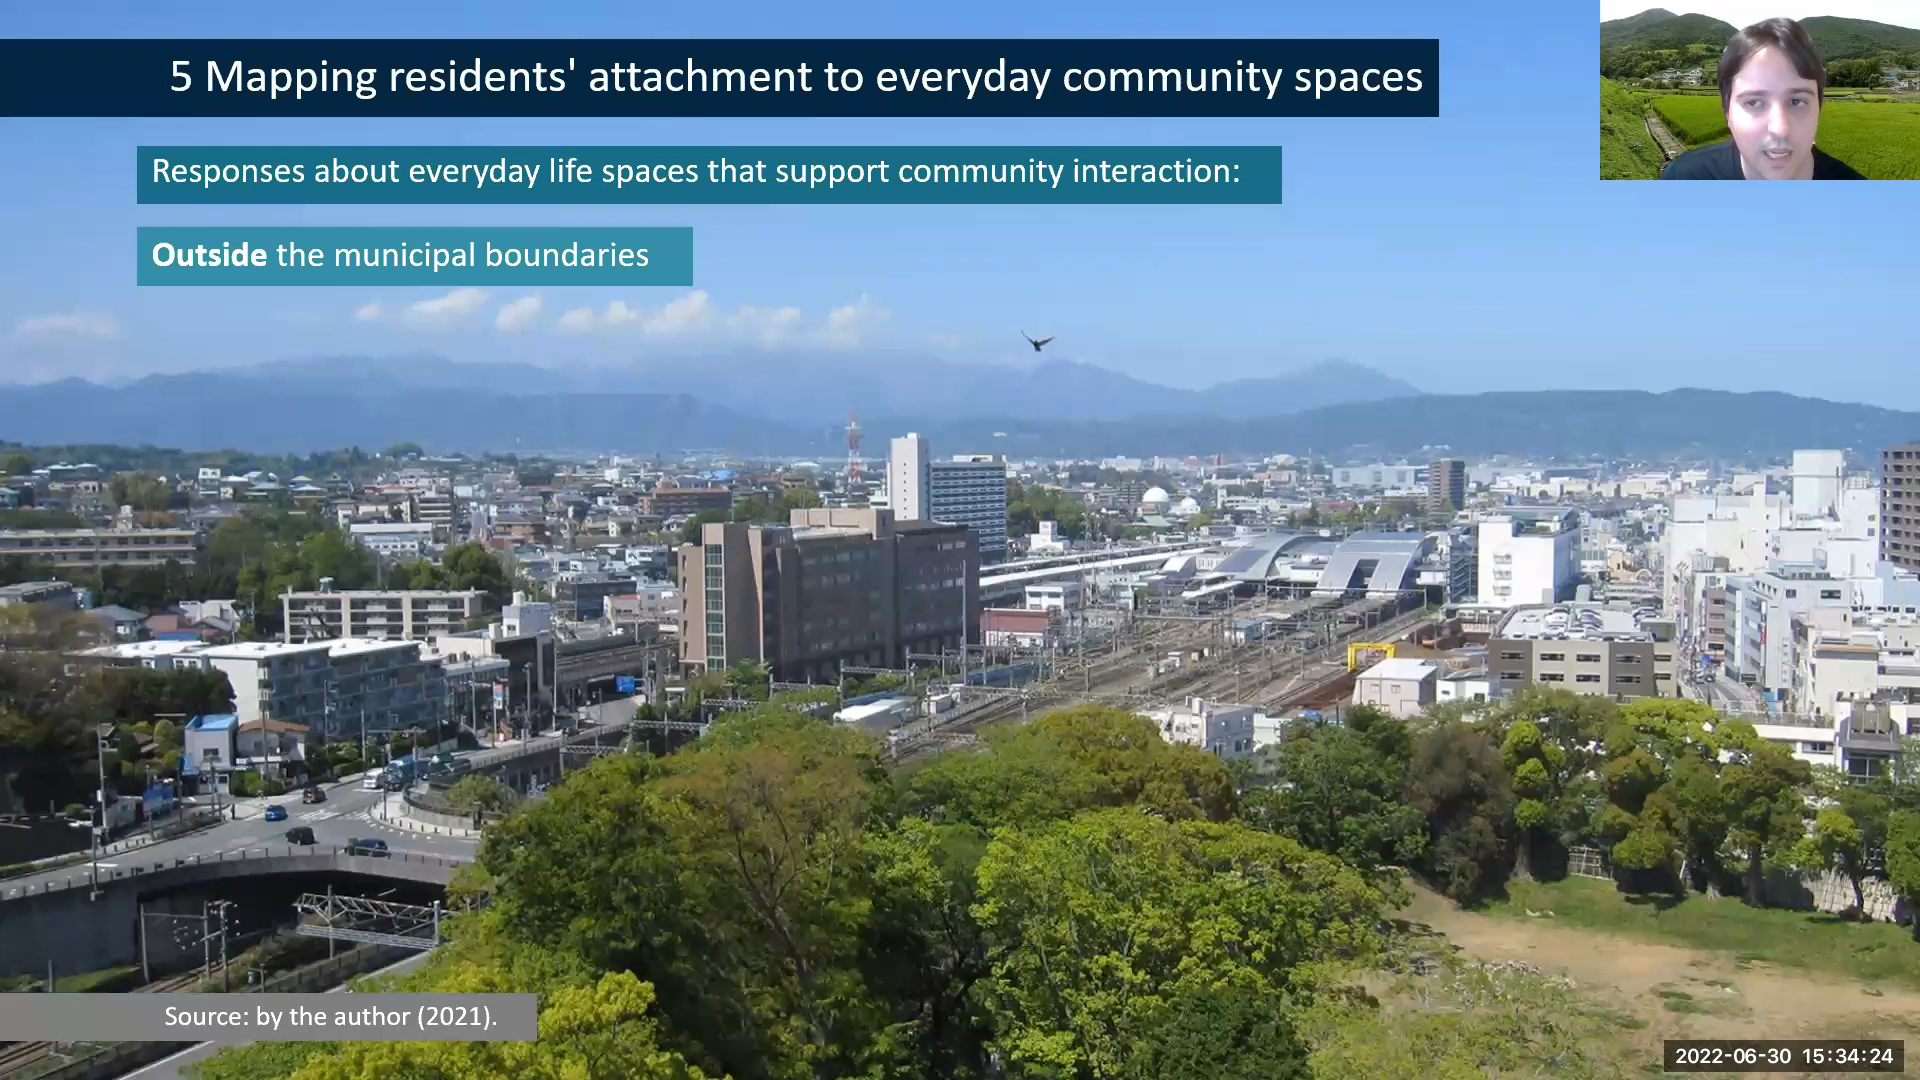 5 Mapping residents' attachment to everyday community spaces
Responses about everyday life spaces that support community interaction:
Outside the municipal boundaries
Source: by the author (2021).
2022-06-30 15:34:24